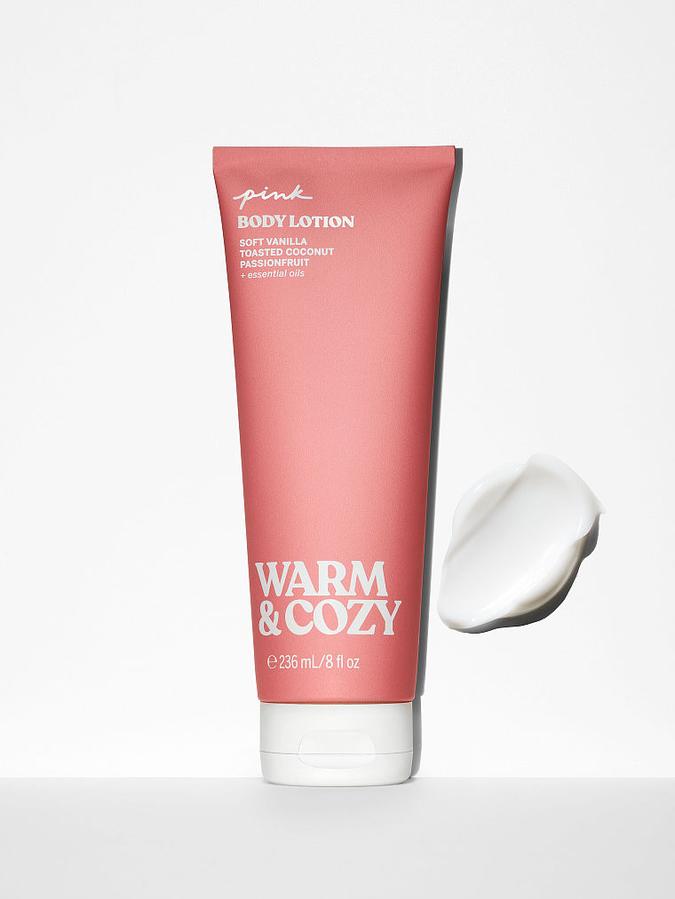 pink
BODY LOTION
SOFT VANILLA
TOASTED COCONUT
PASSIONFRUIT
+ essential oils
WARM
& COZY
℮ 236 mL/8 fl oz